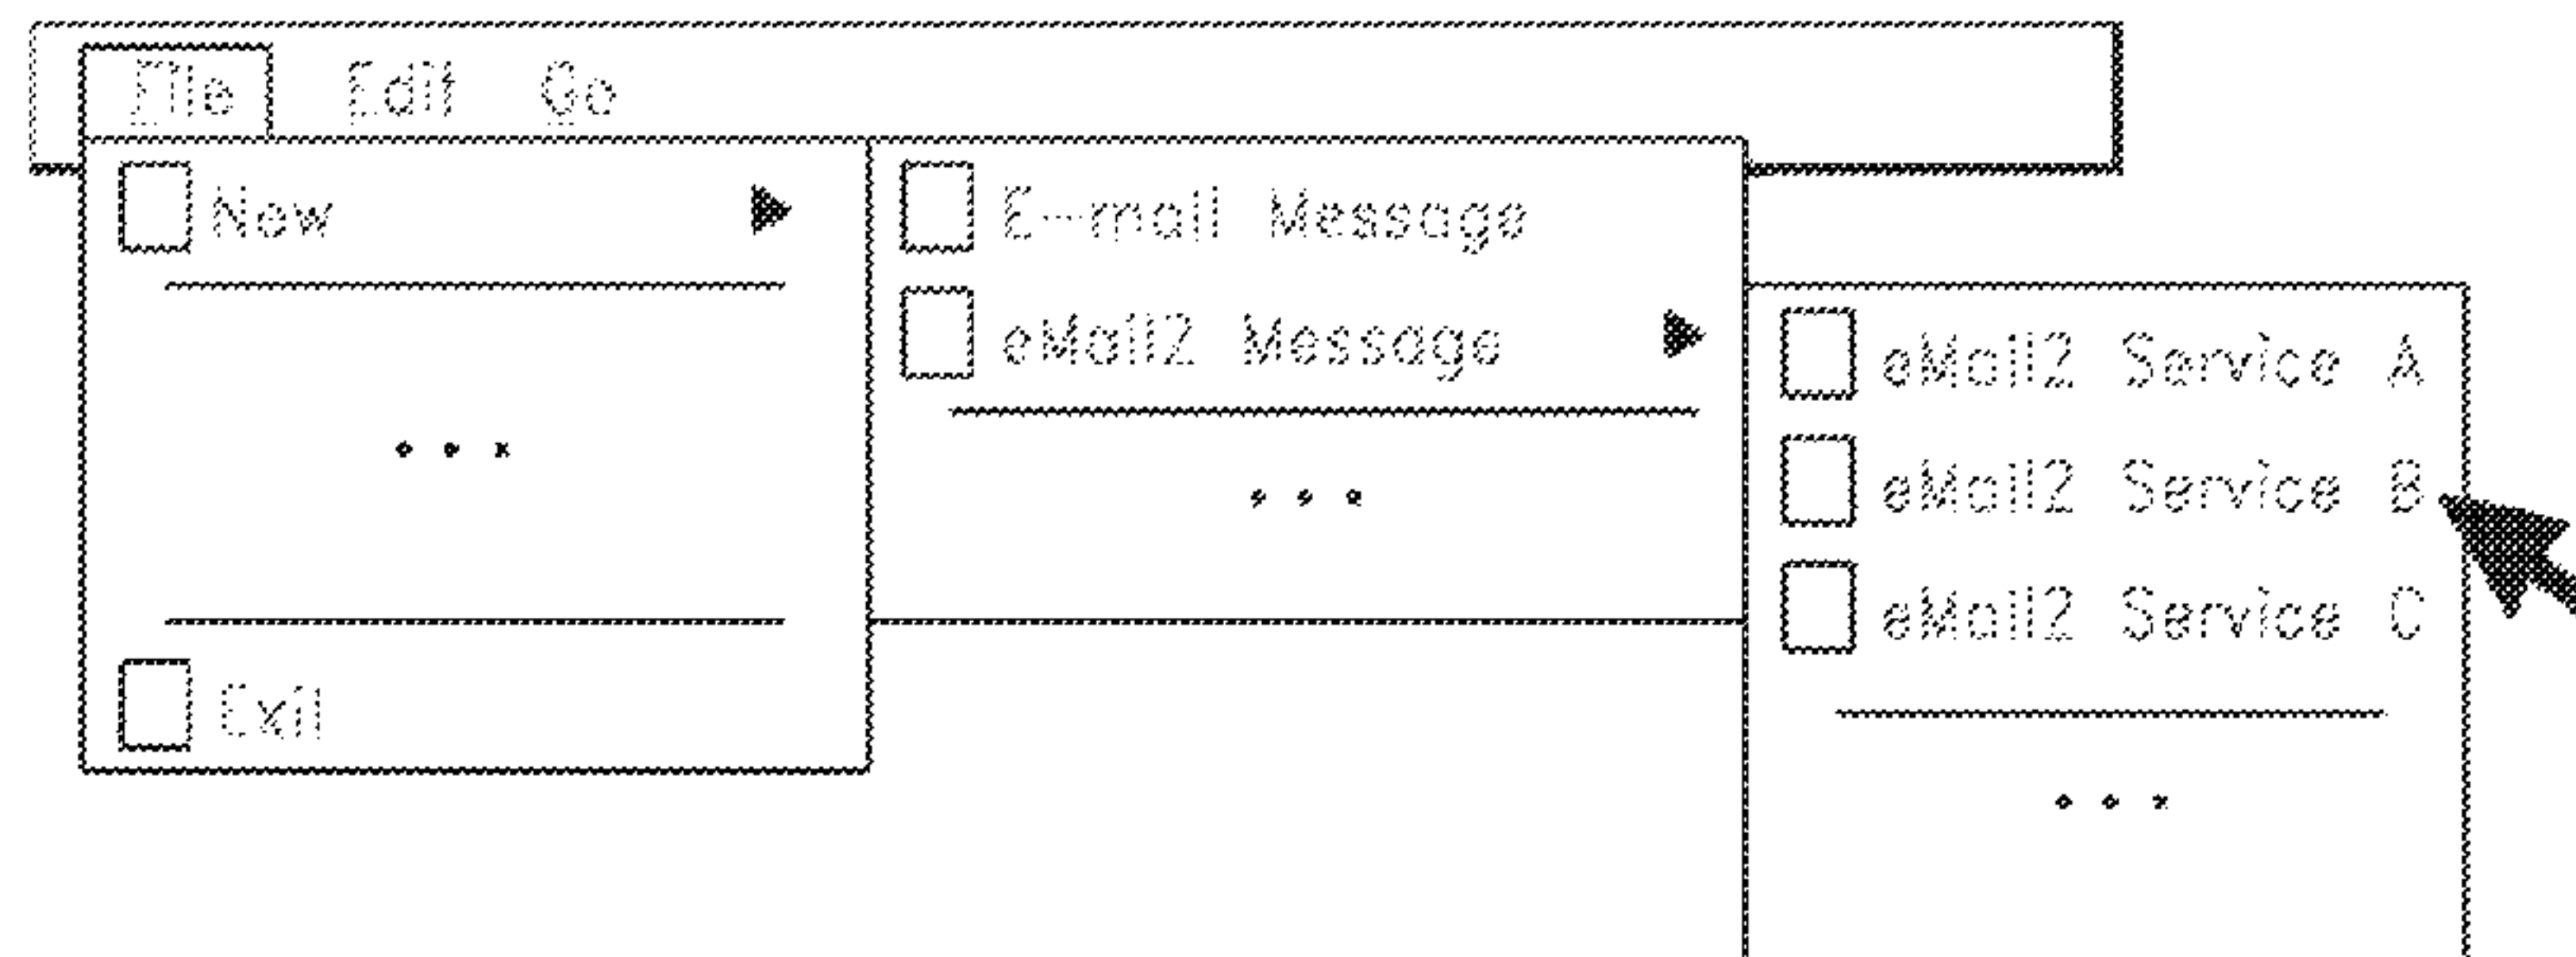 File Edit Go
New
E-mail Message
eMail2 Message
eMail2 Service A
eMail2 Service B
eMail2 Service C
Exit